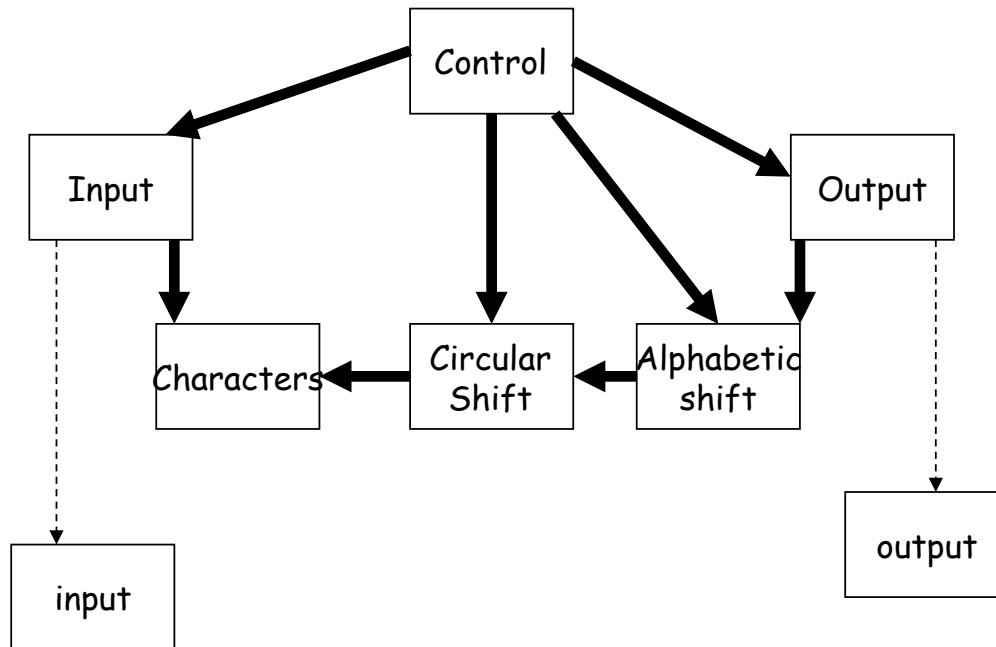 Control
Input
Output
Characters
Circular
Shift
Alphabetic
shift
output
input